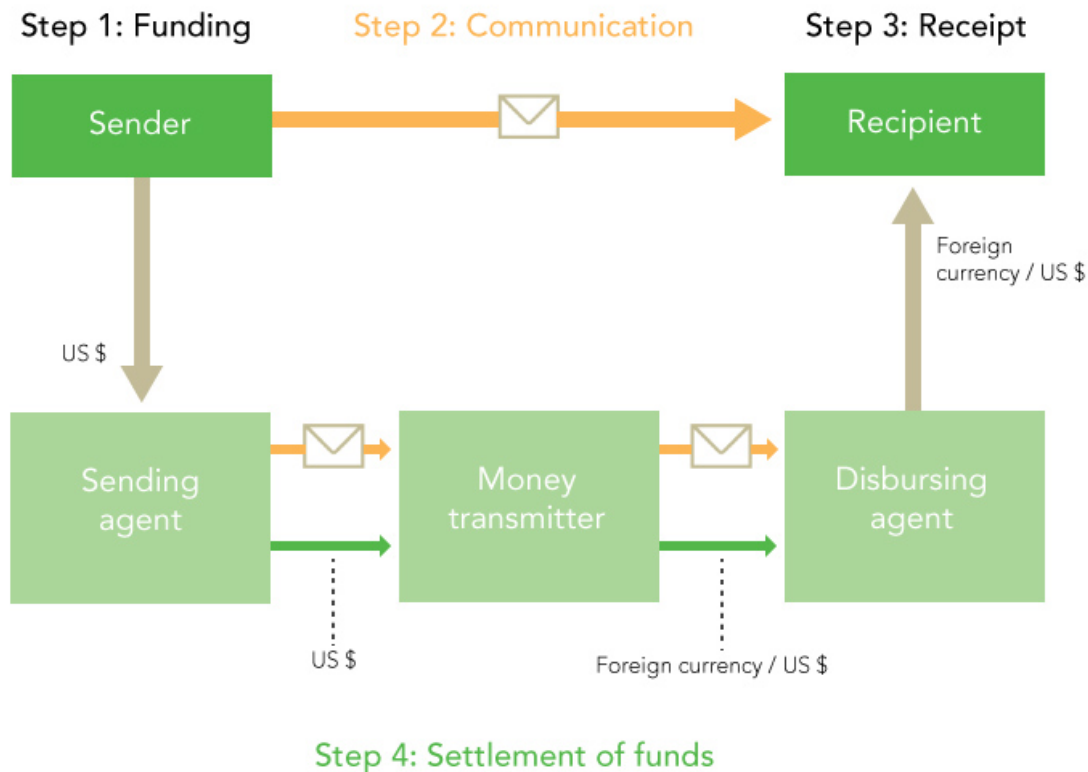 Step 1: Funding
Step 2: Communication
Step 3: Receipt
Sender
Recipient
Foreign
currency / US $
US $
Sending
agent
Money
transmitter
Disbursing
agent
US $
Foreign currency / US $
Step 4: Settlement of funds